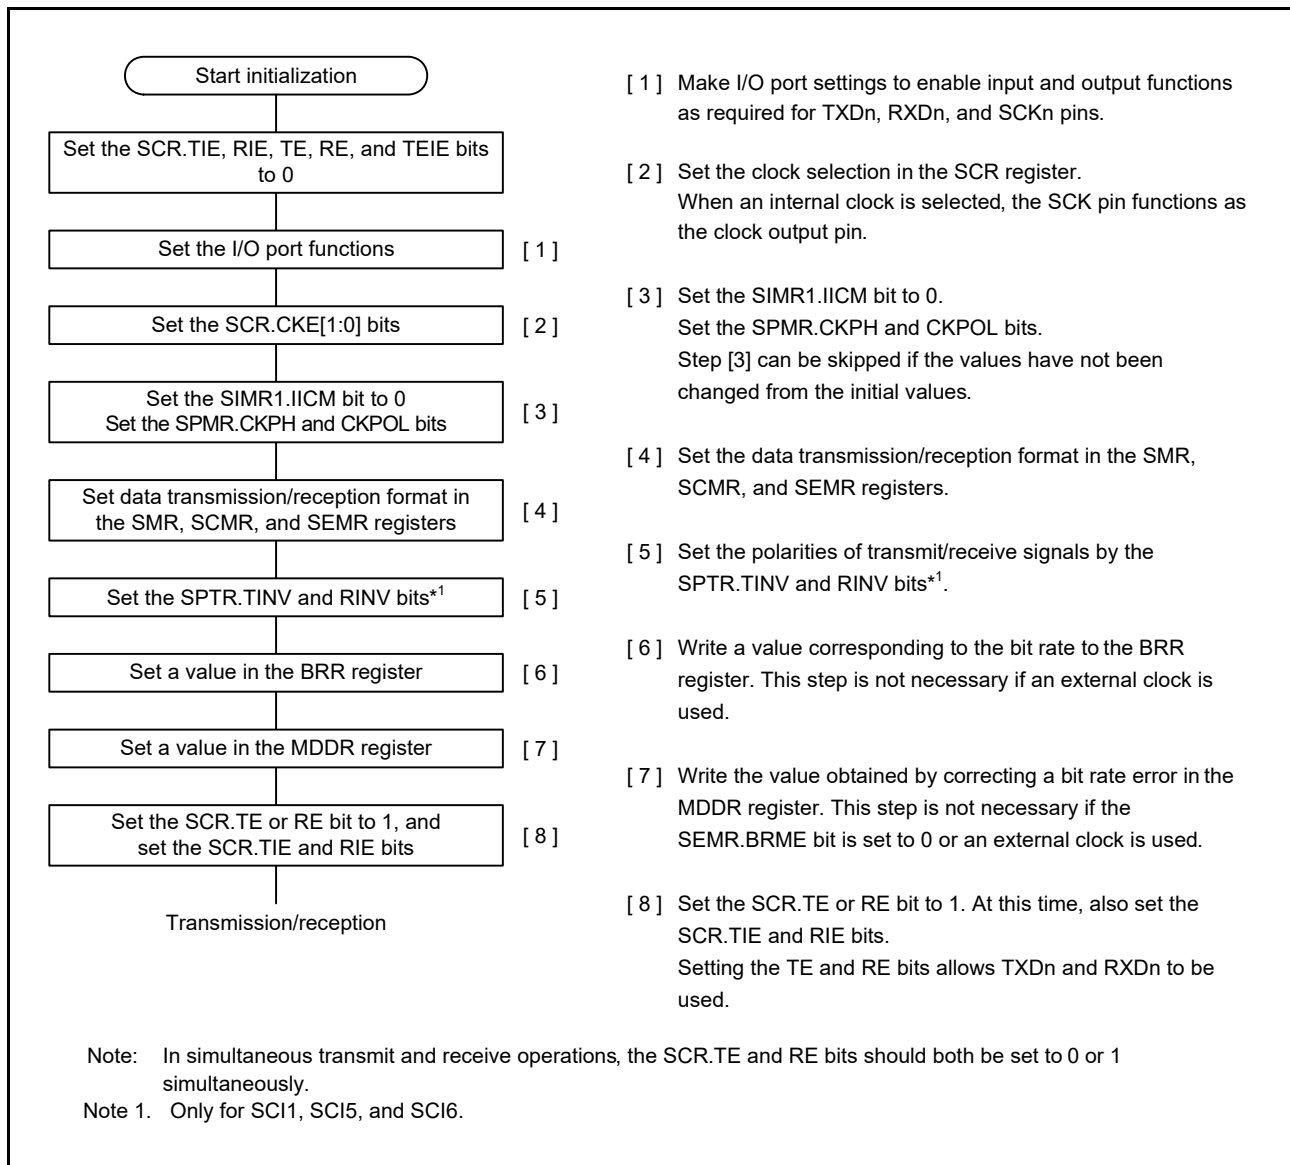 Start initialization
Set the SCR.TIE, RIE, TE, RE, and TEIE bits
to 0
Set the I/O port functions
[ 1 ]
Set the SCR.CKE[1:0] bits
[ 2 ]
Set the SIMR1.IICM bit to 0
Set the SPMR.CKPH and CKPOL bits
[ 3 ]
Set data transmission/reception format in
the SMR, SCMR, and SEMR registers
[ 4 ]
Set the SPTR.TINV and RINV bits*1
[ 5 ]
Set a value in the BRR register
[ 6 ]
Set a value in the MDDR register
[ 7 ]
Set the SCR.TE or RE bit to 1, and
set the SCR.TIE and RIE bits
[ 8 ]
Transmission/reception
[ 1 ] Make I/O port settings to enable input and output functions
as required for TXDn, RXDn, and SCKn pins.
[ 2 ] Set the clock selection in the SCR register.
When an internal clock is selected, the SCK pin functions as
the clock output pin.
[ 3 ] Set the SIMR1.IICM bit to 0.
Set the SPMR.CKPH and CKPOL bits.
Step [3] can be skipped if the values have not been
changed from the initial values.
[ 4 ] Set the data transmission/reception format in the SMR,
SCMR, and SEMR registers.
[ 5 ] Set the polarities of transmit/receive signals by the
SPTR.TINV and RINV bits*1.
[ 6 ] Write a value corresponding to the bit rate to the BRR
register. This step is not necessary if an external clock is
used.
[ 7 ] Write the value obtained by correcting a bit rate error in the
MDDR register. This step is not necessary if the
SEMR.BRME bit is set to 0 or an external clock is used.
[ 8 ] Set the SCR.TE or RE bit to 1. At this time, also set the
SCR.TIE and RIE bits.
Setting the TE and RE bits allows TXDn and RXDn to be
used.
Note: In simultaneous transmit and receive operations, the SCR.TE and RE bits should both be set to 0 or 1
simultaneously.
Note 1. Only for SCI1, SCI5, and SCI6.